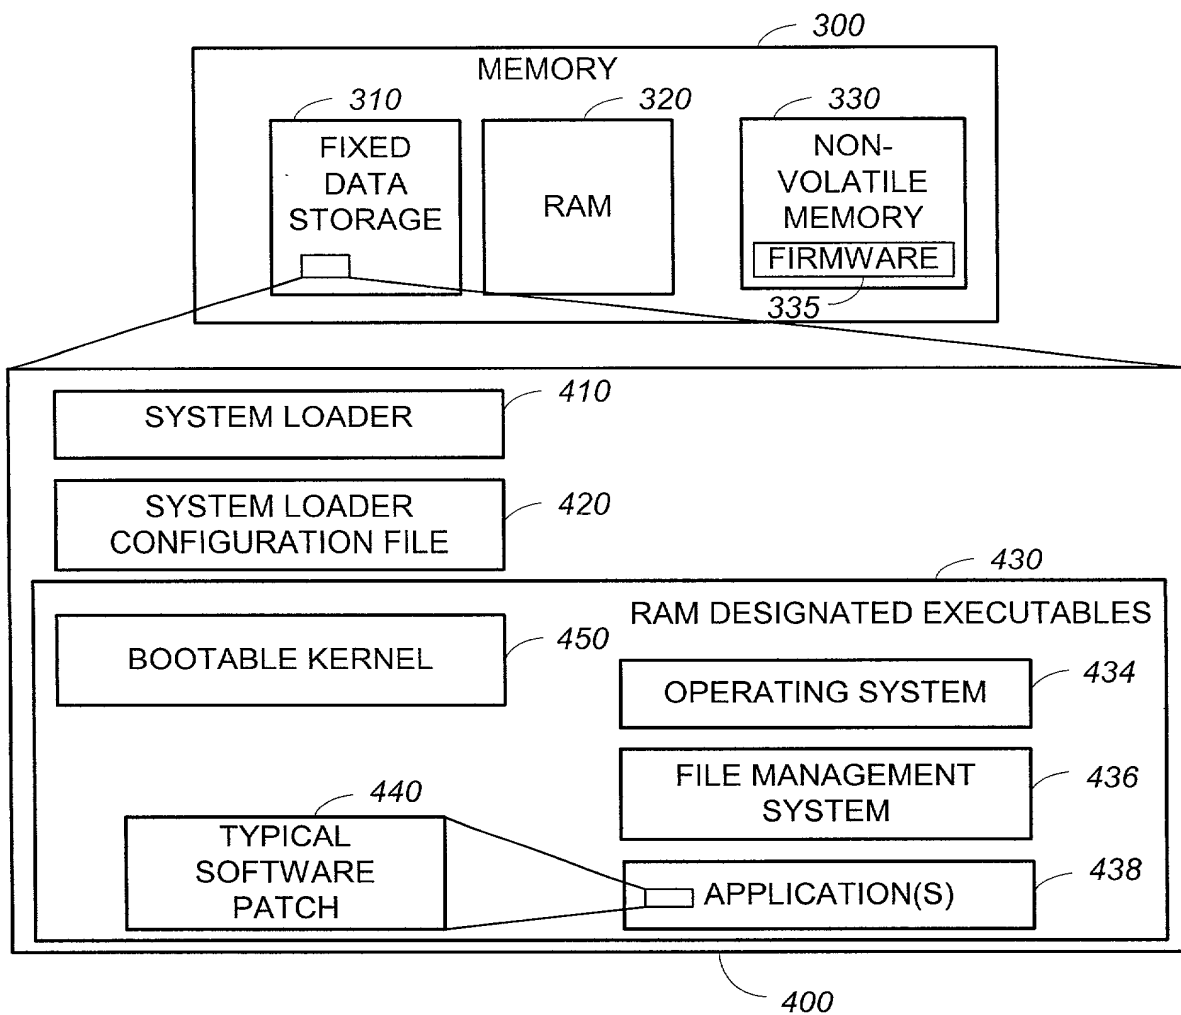 300
MEMORY
310
320
330
FIXED
DATA
STORAGE
RAM
NON-
VOLATILE
MEMORY
FIRMWARE
335
410
SYSTEM LOADER
420
SYSTEM LOADER
CONFIGURATION FILE
430
RAM DESIGNATED EXECUTABLES
450
BOOTABLE KERNEL
434
OPERATING SYSTEM
436
FILE MANAGEMENT
SYSTEM
440
TYPICAL
SOFTWARE
PATCH
438
APPLICATION(S)
400